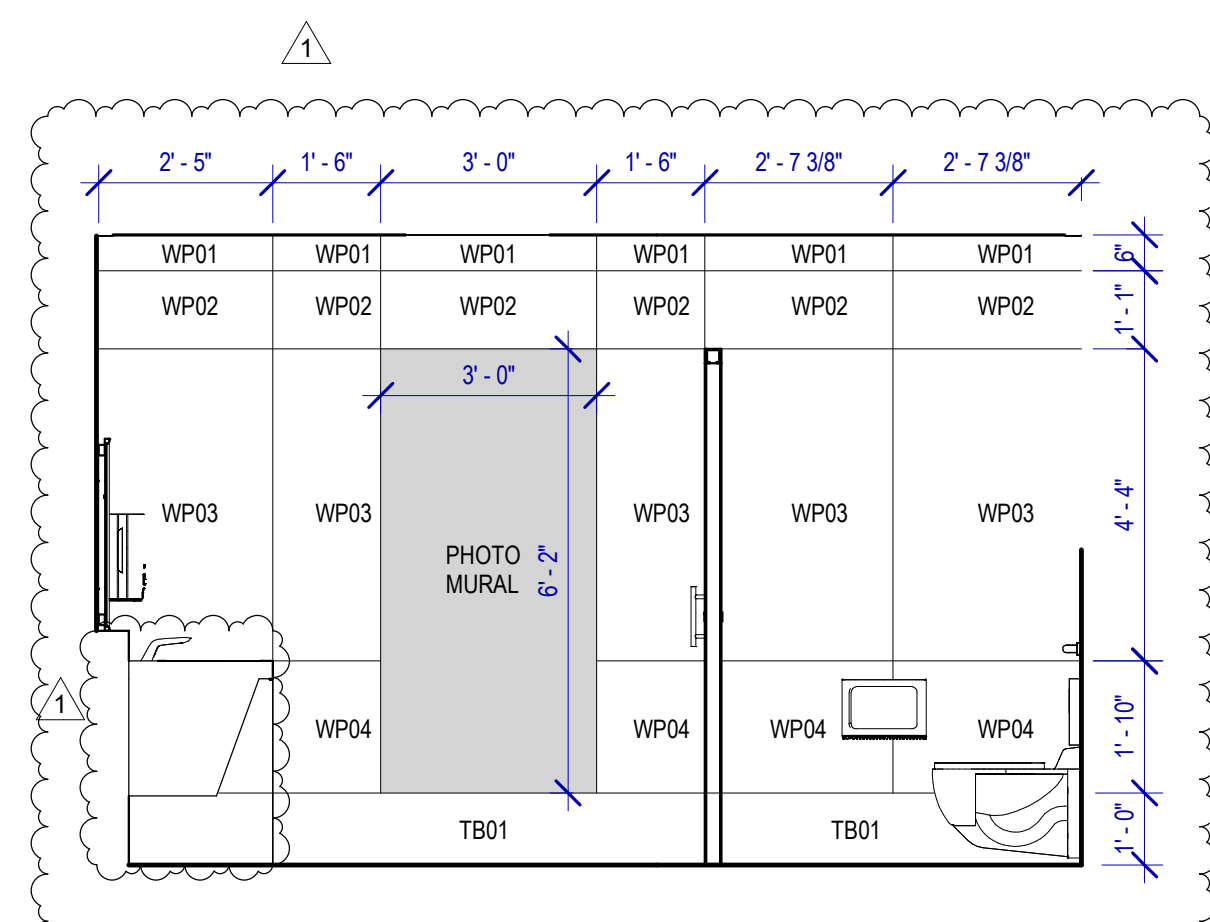 1
2' - 5" 1' - 6" 3' - 0" 1' - 6" 2' - 7 3/8" 2' - 7 3/8"
WP01 WP01 WP01 WP01 WP01 WP01 6"
WP02 WP02 WP02 WP02 WP02 WP02 1' - 1"
3' - 0"
WP03 WP03 WP03 WP03 WP03 4' - 4"
PHOTO
MURAL 6' - 2"
1
WP04 WP04 WP04 WP04 1' - 10"
TB01 TB01 1' - 0"